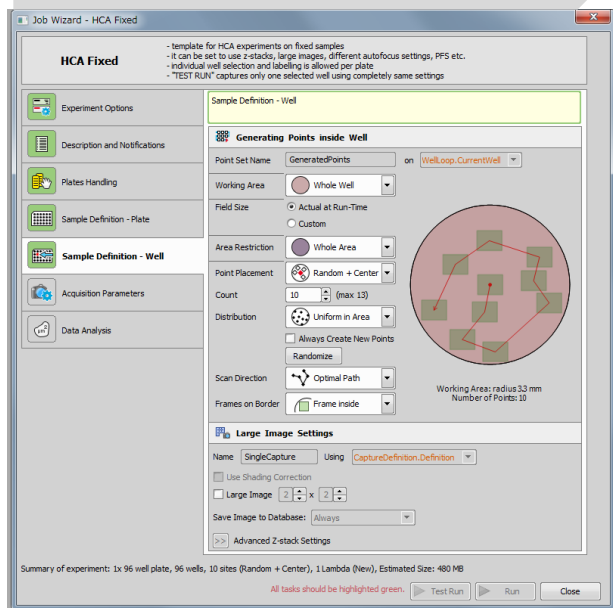 Job Wizard - HCA Fixed
HCA Fixed
- template for HCA experiments on fixed samples
- it can be set to use z-stacks, large images, different autofocus settings, PFS etc.
- individual well selection and labelling is allowed per plate
- "TEST RUN" captures only one selected well using completely same settings
Experiment Options
Description and Notifications
Plates Handling
Sample Definition - Plate
Sample Definition - Well
Acquisition Parameters
Data Analysis
Sample Definition - Well
Generating Points inside Well
Point Set Name GeneratedPoints on WellLoop.CurrentWell
Working Area Whole Well
Field Size Actual at Run-Time
Custom
Area Restriction Whole Area
Point Placement Random + Center
Count 10 (max 13)
Distribution Uniform in Area
Always Create New Points
Randomize
Scan Direction Optimal Path
Frames on Border Frame inside
Working Area: radius 3.3 mm
Number of Points: 10
Large Image Settings
Name SingleCapture Using CaptureDefinition.Definition
Use Shading Correction
Large Image 2 x 2
Save Image to Database: Always
>> Advanced Z-stack Settings
Summary of experiment: 1x 96 well plate, 96 wells, 10 sites (Random + Center), 1 Lambda (New), Estimated Size: 480 MB
All tasks should be highlighted green. Test Run Run Close